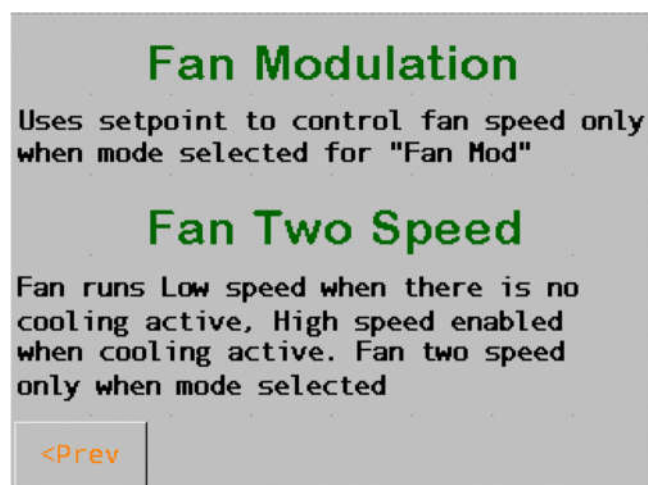 Fan Modulation
Uses setpoint to control fan speed only
when mode selected for "Fan Mod"
Fan Two Speed
Fan runs Low speed when there is no
cooling active, High speed enabled
when cooling active. Fan two speed
only when mode selected
<Prev